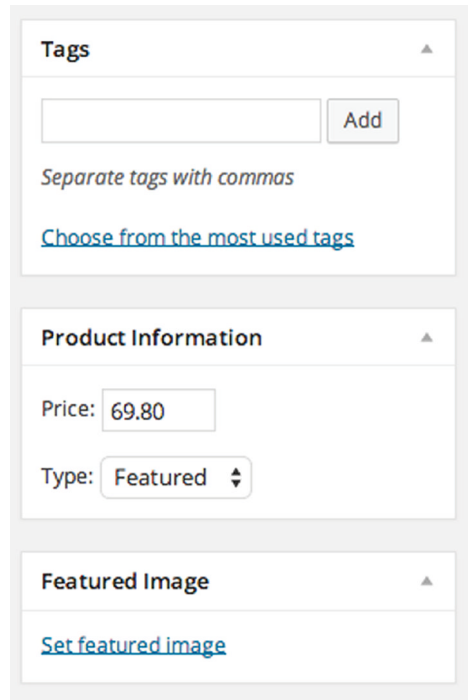 Tags
Add
Separate tags with commas
Choose from the most used tags
Product Information
Price: 69.80
Type: Featured
Featured Image
Set featured image